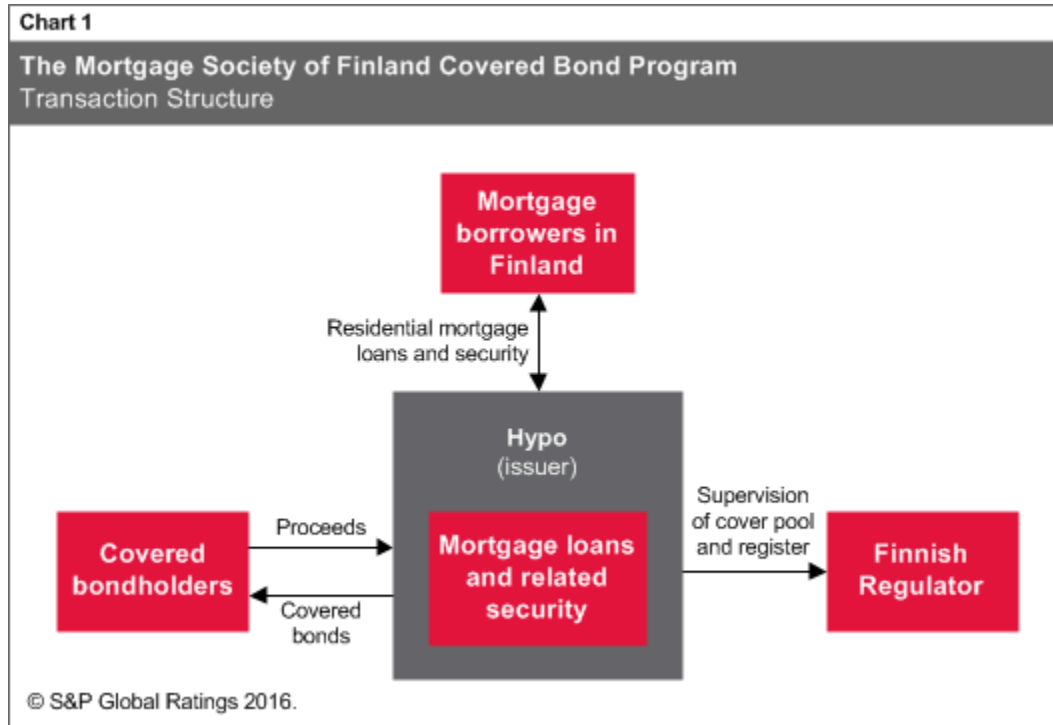 Chart 1
The Mortgage Society of Finland Covered Bond Program
Transaction Structure
Mortgage
borrowers in
Finland
Residential mortgage
loans and security
Hypo
(issuer)
Mortgage loans
and related
security
Covered
bondholders
Proceeds
Covered
bonds
Supervision
of cover pool
and register
Finnish
Regulator
© S&P Global Ratings 2016.